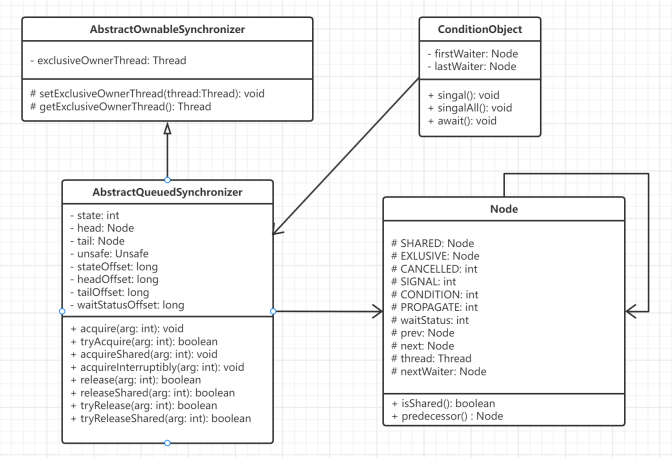 AbstractOwnableSynchronizer
- exclusiveOwnerThread: Thread
# setExclusiveOwnerThread(thread:Thread): void
# getExclusiveOwnerThread(): Thread
ConditionObject
- firstWaiter: Node
- lastWaiter: Node
+ singal(): void
+ singalAll(): void
+ await(): void
AbstractQueuedSynchronizer
- state: int
- head: Node
- tail: Node
- unsafe: Unsafe
- stateOffset: long
- headOffset: long
- tailOffset: long
- waitStatusOffset: long
+ acquire(arg: int): void
+ tryAcquire(arg: int): boolean
+ acquireShared(arg: int): void
+ acquireInterruptibly(arg: int): void
+ release(arg: int): boolean
+ releaseShared(arg: int): boolean
+ tryRelease(arg: int): boolean
+ tryReleaseShared(arg: int): boolean
Node
# SHARED: Node
# EXLUSIVE: Node
# CANCELLED: int
# SIGNAL: int
# CONDITION: int
# PROPAGATE: int
# waitStatus: int
# prev: Node
# next: Node
# thread: Thread
# nextWaiter: Node
+ isShared(): boolean
+ predecessor() : Node